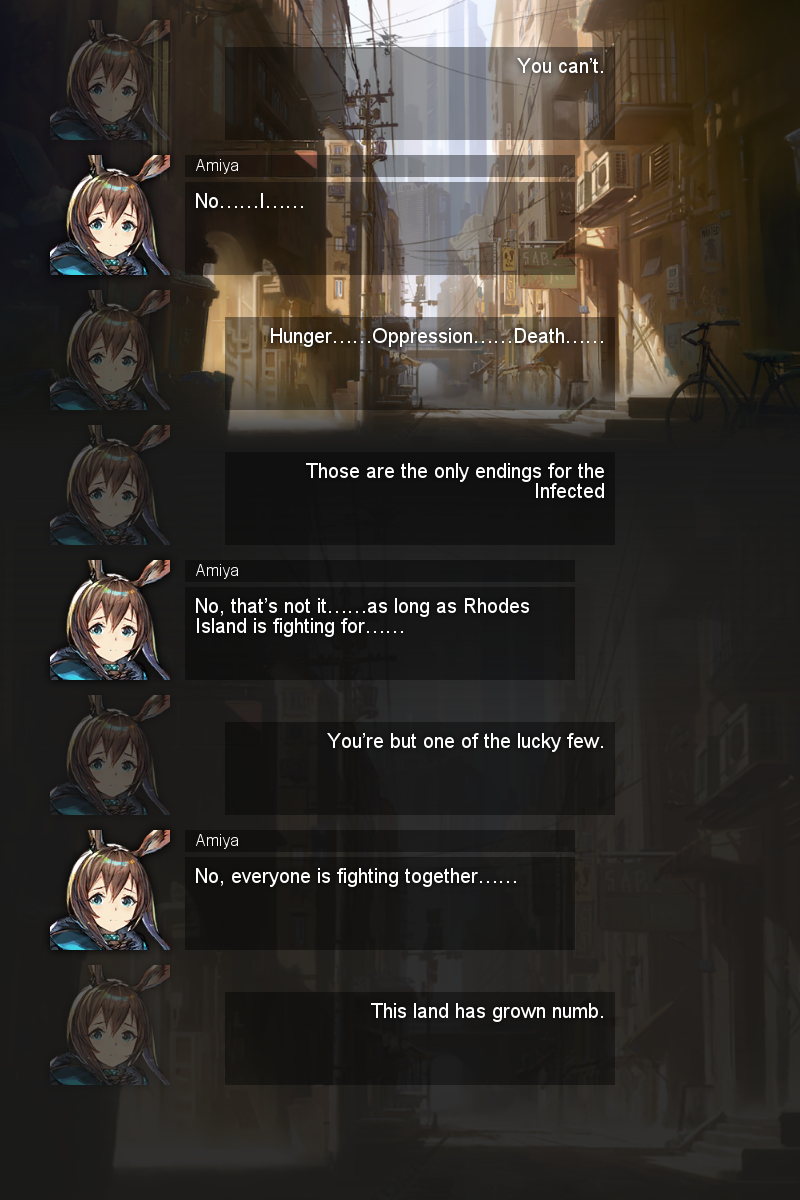 You can't.
Amiya
No……I……
Hunger……Oppression……Death……
Those are the only endings for the
Infected
Amiya
No, that's not it……as long as Rhodes
Island is fighting for……
You're but one of the lucky few.
Amiya
No, everyone is fighting together……
This land has grown numb.